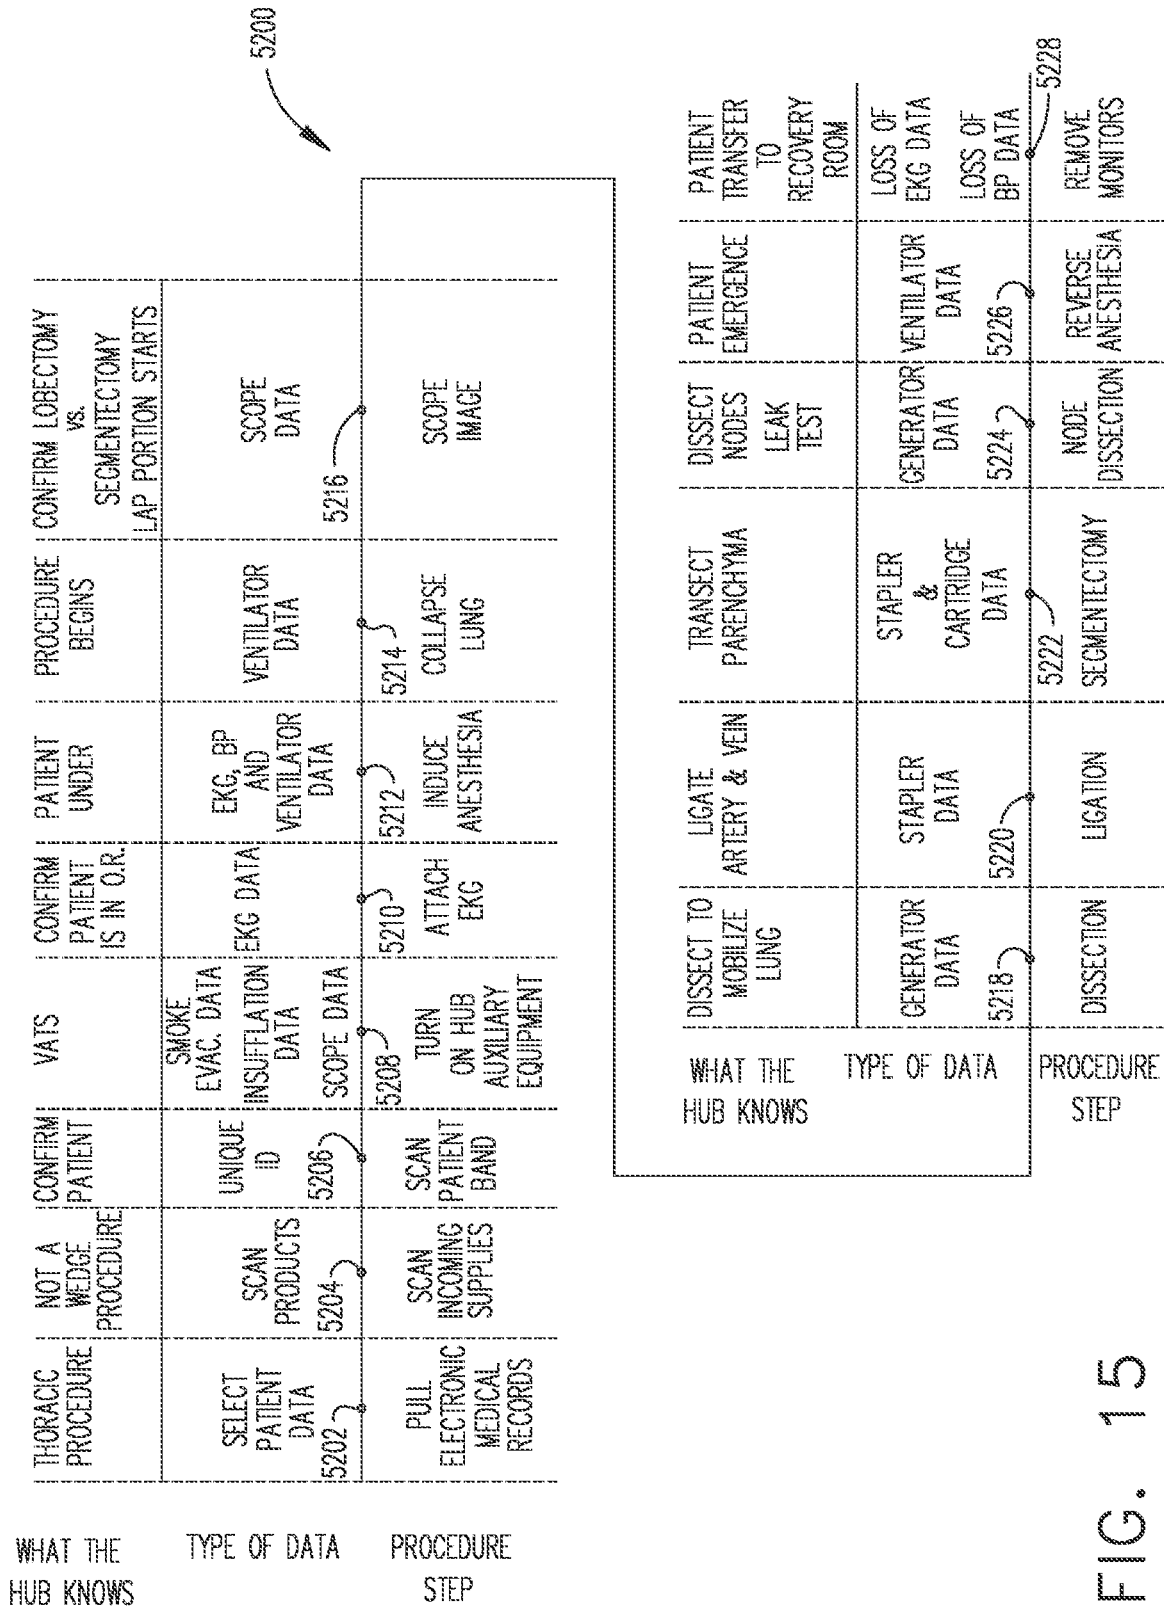 5200
WHAT THE
HUB KNOWS
THORACIC
PROCEDURE
NOT A
WEDGE
PROCEDURE
CONFIRM
PATIENT
VATS
CONFIRM
PATIENT
IS IN O.R.
PATIENT
UNDER
PROCEDURE
BEGINS
CONFIRM LOBECTOMY
vs.
SEGMENTECTOMY
LAP PORTION STARTS
TYPE OF DATA
SELECT
PATIENT
DATA
5202
SCAN
PRODUCTS
5204
UNIQUE
ID
5206
SMOKE
EVAC. DATA
INSUFFLATION
DATA
SCOPE DATA
5208
EKG DATA
5210
EKG, BP
AND
VENTILATOR
DATA
5212
VENTILATOR
DATA
5214
SCOPE
DATA
5216
PROCEDURE
STEP
PULL
ELECTRONIC
MEDICAL
RECORDS
SCAN
INCOMING
SUPPLIES
SCAN
PATIENT
BAND
TURN
ON HUB
AUXILIARY
EQUIPMENT
ATTACH
EKG
INDUCE
ANESTHESIA
COLLAPSE
LUNG
SCOPE
IMAGE
WHAT THE
HUB KNOWS
DISSECT TO
MOBILIZE
LUNG
LIGATE
ARTERY & VEIN
TRANSECT
PARENCHYMA
DISSECT
NODES
LEAK
TEST
PATIENT
EMERGENCE
PATIENT
TRANSFER
TO
RECOVERY
ROOM
TYPE OF DATA
GENERATOR
DATA
5218
STAPLER
DATA
5220
STAPLER
&
CARTRIDGE
DATA
5222
GENERATOR
DATA
5224
VENTILATOR
DATA
5226
LOSS OF
EKG DATA
LOSS OF
BP DATA
5228
PROCEDURE
STEP
DISSECTION
LIGATION
SEGMENTECTOMY
NODE
DISSECTION
REVERSE
ANESTHESIA
REMOVE
MONITORS
FIG. 15